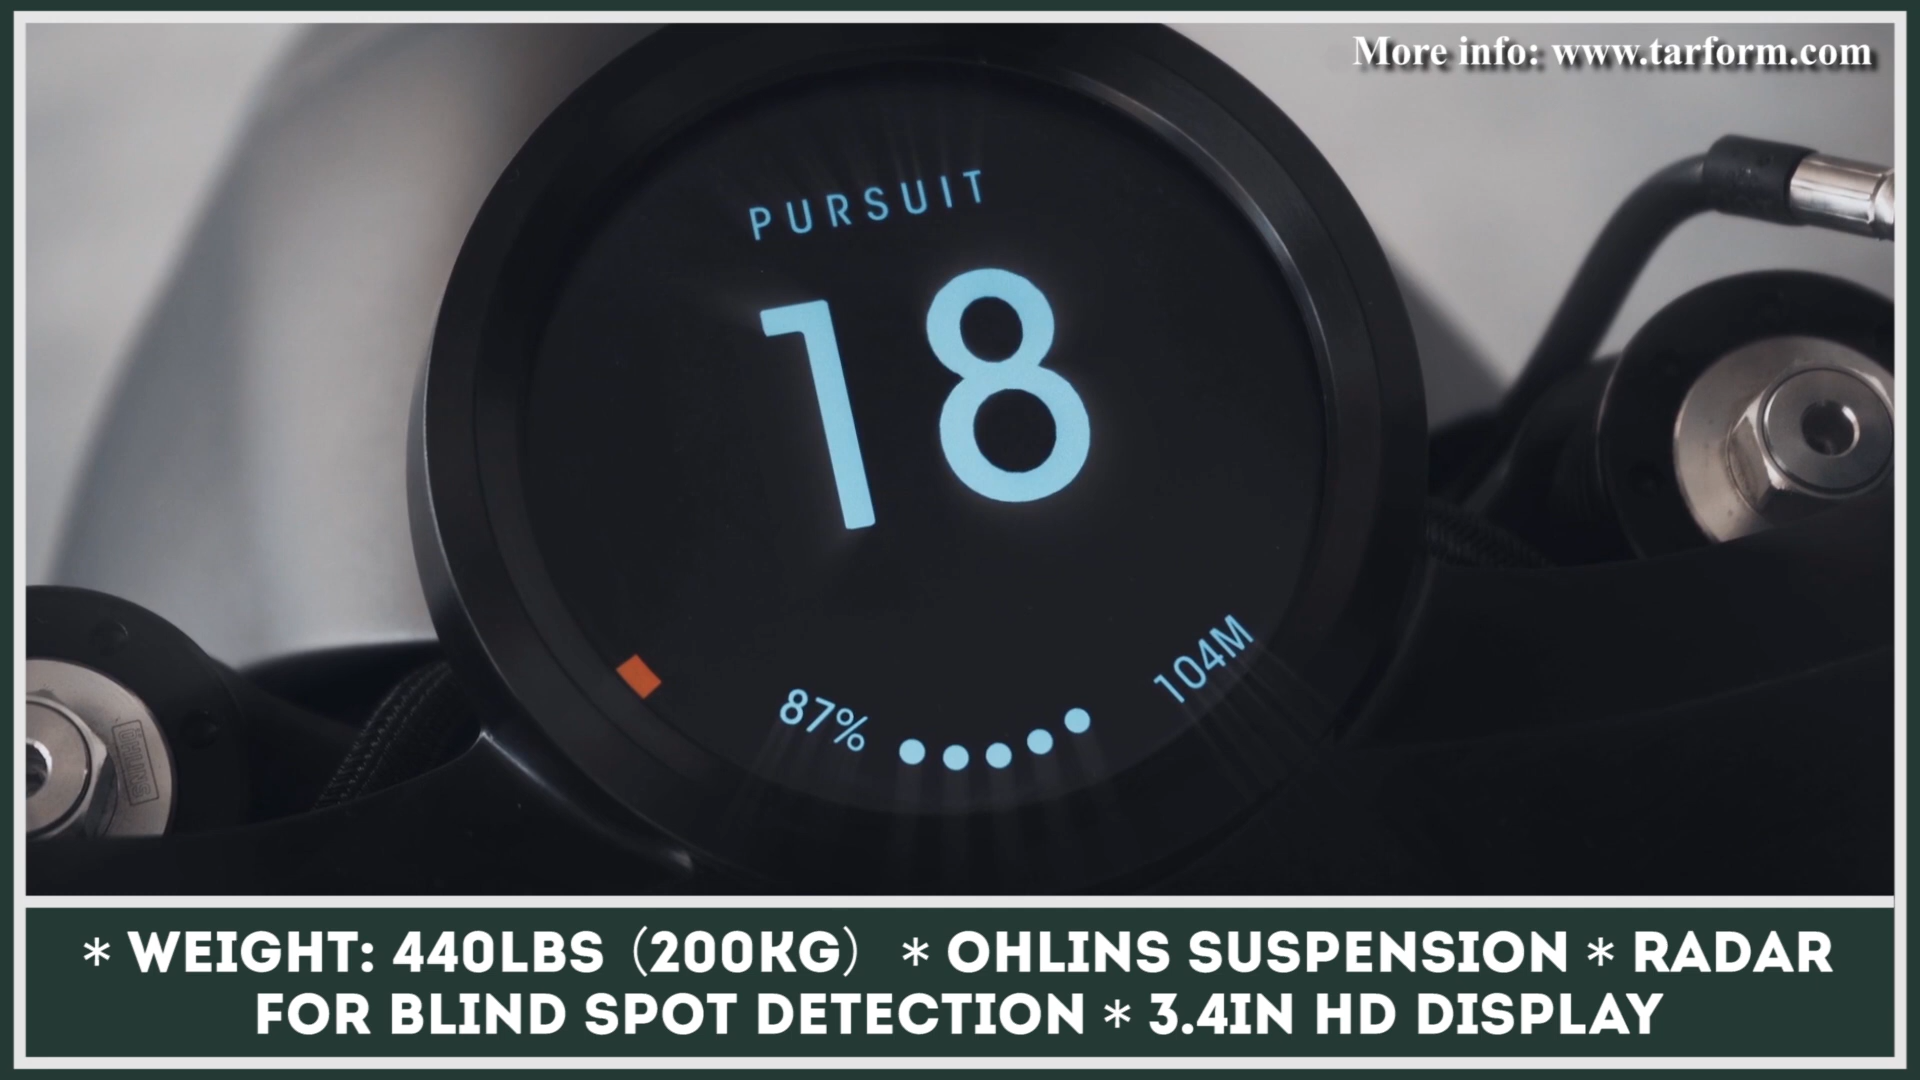 More info: www.tarform.com
PURSUIT
18
87%
104M
ÖHLINS
* WEIGHT: 440LBS (200KG) * OHLINS SUSPENSION * RADAR
FOR BLIND SPOT DETECTION * 3.4IN HD DISPLAY